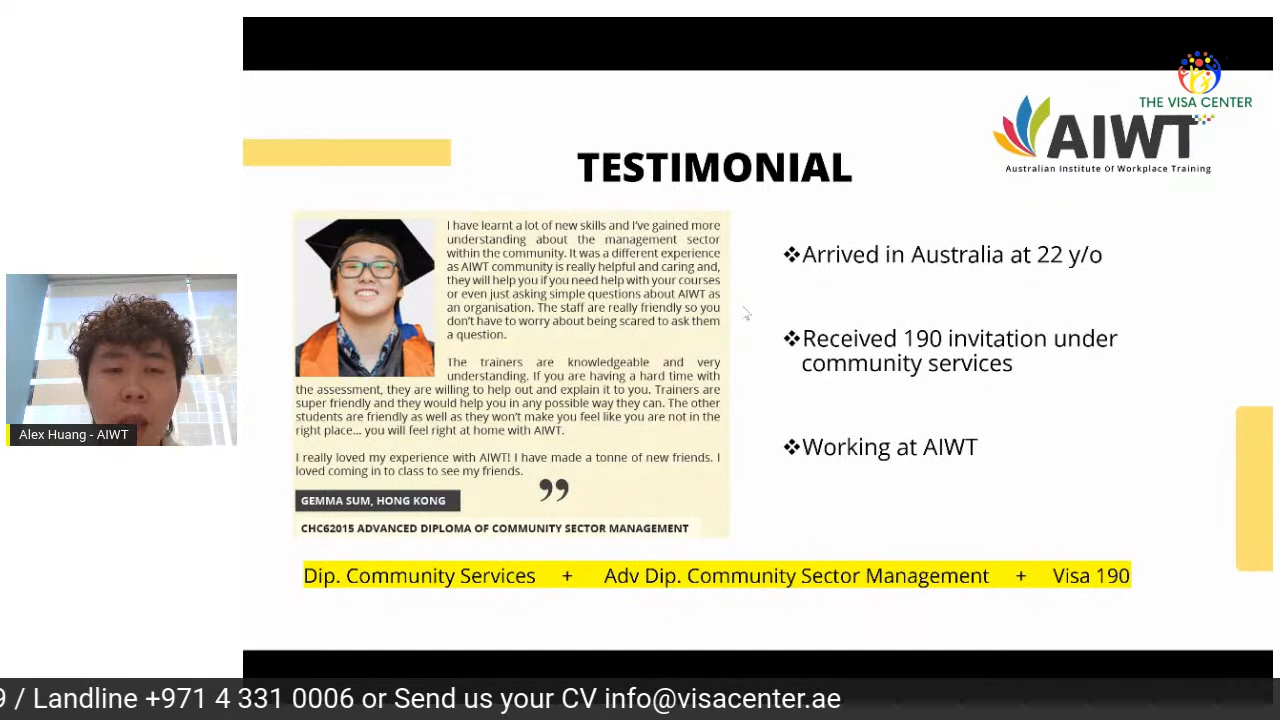 THE VISA CENTER
AIWT
Australian Institute of Workplace Training
TESTIMONIAL
I have learnt a lot of new skills and I've gained more
understanding about the management sector
within the community. It was a different experience
as AIWT community is really helpful and caring and,
they will help you if you need help with your courses
or even just asking simple questions about AIWT as
an organisation. The staff are really friendly so you
don't have to worry about being scared to ask them
a question.
The trainers are knowledgeable and very
understanding. If you are having a hard time with
the assessment, they are willing to help out and explain it to you. Trainers are
super friendly and they would help you in any possible way they can. The other
students are friendly as well as they won't make you feel like you are not in the
right place... you will feel right at home with AIWT.
I really loved my experience with AIWT! I have made a tonne of new friends. I
loved coming in to class to see my friends.
”
GEMMA SUM, HONG KONG
CHC62015 ADVANCED DIPLOMA OF COMMUNITY SECTOR MANAGEMENT
❖Arrived in Australia at 22 y/o
❖Received 190 invitation under
community services
❖Working at AIWT
Dip. Community Services + Adv Dip. Community Sector Management + Visa 190
Alex Huang - AIWT
9 / Landline +971 4 331 0006 or Send us your CV info@visacenter.ae